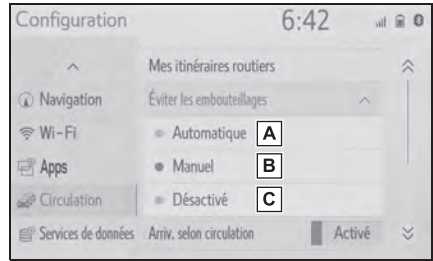 Configuration 6:42
Mes itinéraires routiers
Navigation
Éviter les embouteillages
Wi-Fi
Automatique A
Apps
Manuel B
Circulation
Désactivé C
Services de données
Arriv. selon circulation Activé